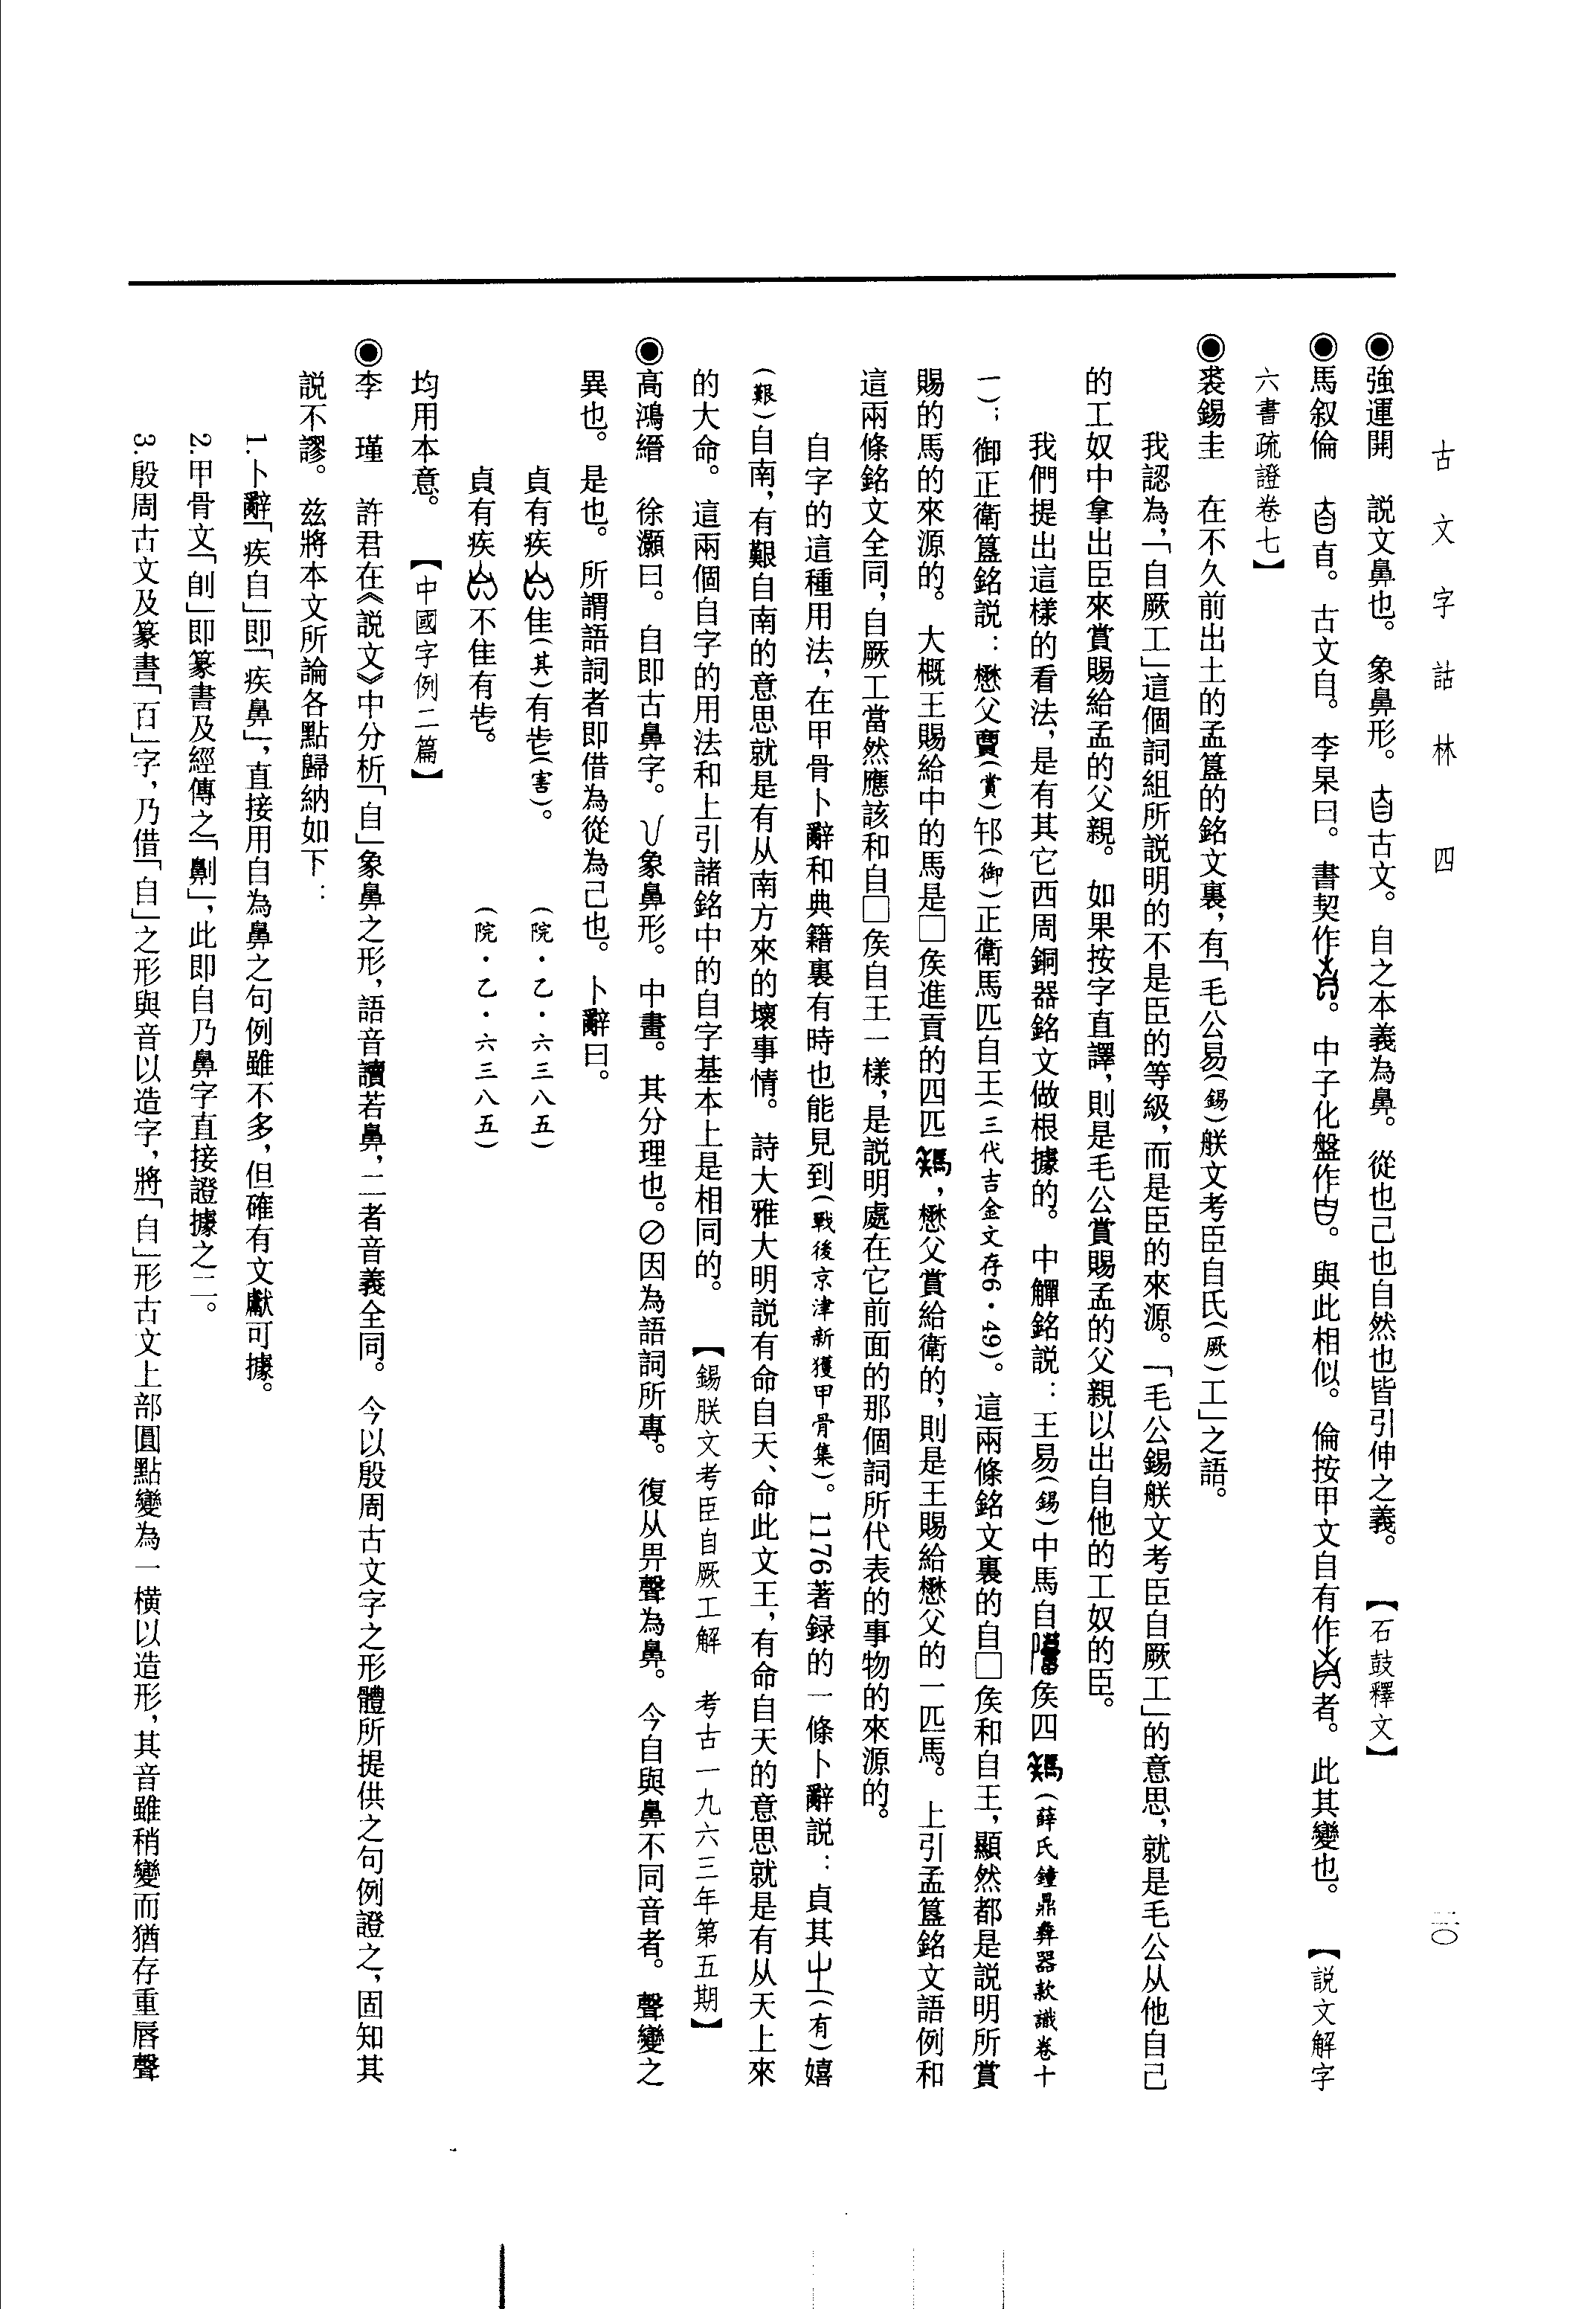 古文字詁林　四
二〇
◉強運開　説文鼻也。象鼻形。古文。自之本義為鼻。從也己也自然也皆引伸之義。【石鼓釋文】
◉馬叙倫　𦣹。古文自。李杲曰。書契作。中子化盤作。與此相似。倫按甲文自有作者。此其變也。【説文解字
六書疏證卷七】
◉裘錫圭　在不久前出土的孟簋的銘文裏，有「毛公易（錫）朕文考臣自氏（厥）工」之語。
我認為，「自厥工」這個詞組所説明的不是臣的等級，而是臣的來源。「毛公錫朕文考臣自厥工」的意思，就是毛公从他自己
的工奴中拿出臣來賞賜給孟的父親。如果按字直譯，則是毛公賞賜孟的父親以出自他的工奴的臣。
我們提出這樣的看法，是有其它西周銅器銘文做根據的。中觶銘説：王易（錫）中馬自侯四（薛氏鐘鼎彝器款識卷十
一）；御正衛簋銘説：懋父賞（賞）御（御）正衛馬匹自王（三代吉金文存6·49）。這兩條銘文裏的自□矦和自王，顯然都是説明所賞
賜的馬的來源的。大概王賜給中的馬是□矦進貢的四匹，懋父賞給衛的，則是王賜給懋父的一匹馬。上引孟簋銘文語例和
這兩條銘文全同，自厥工當然應該和自□矦自王一樣，是説明處在它前面的那個詞所代表的事物的來源的。
自字的這種用法，在甲骨卜辭和典籍裏有時也能見到（戰後京津新獲甲骨集）。1176著録的一條卜辭説：貞其㞢（有）嬉
（艱）自南，有艱自南的意思就是有从南方來的壞事情。詩大雅大明説有命自天、命此文王，有命自天的意思就是有从天上來
的大命。這兩個自字的用法和上引諸銘中的自字基本上是相同的。【錫朕文考臣自厥工解　考古一九六三年第五期】
◉高鴻縉　徐灝曰。自即古鼻字。象鼻形。中畫。其分理也。⊘因為語詞所專。復从畀聲為鼻。今自與鼻不同音者。聲變之
異也。是也。所謂語詞者即借為從為己也。卜辭曰。
貞有疾隹（其）有𡆥（害）。　（院·乙·六三八五）
貞有疾不隹有𡆥。　（院·乙·六三八五）
均用本意。【中國字例二篇】
◉李　瑾　許君在《説文》中分析「自」象鼻之形，語音讀若鼻，二者音義全同。今以殷周古文字之形體所提供之句例證之，固知其
説不謬。兹將本文所論各點歸納如下：
1.卜辭「疾自」即「疾鼻」，直接用自為鼻之句例雖不多，但確有文獻可據。
2.甲骨文「劓」即篆書及經傳之「劓」，此即自乃鼻字直接證據之二。
3.殷周古文及篆書「百」字，乃借「自」之形與音以造字，將「自」形古文上部圓點變為一横以造形，其音雖稍變而猶存重唇聲